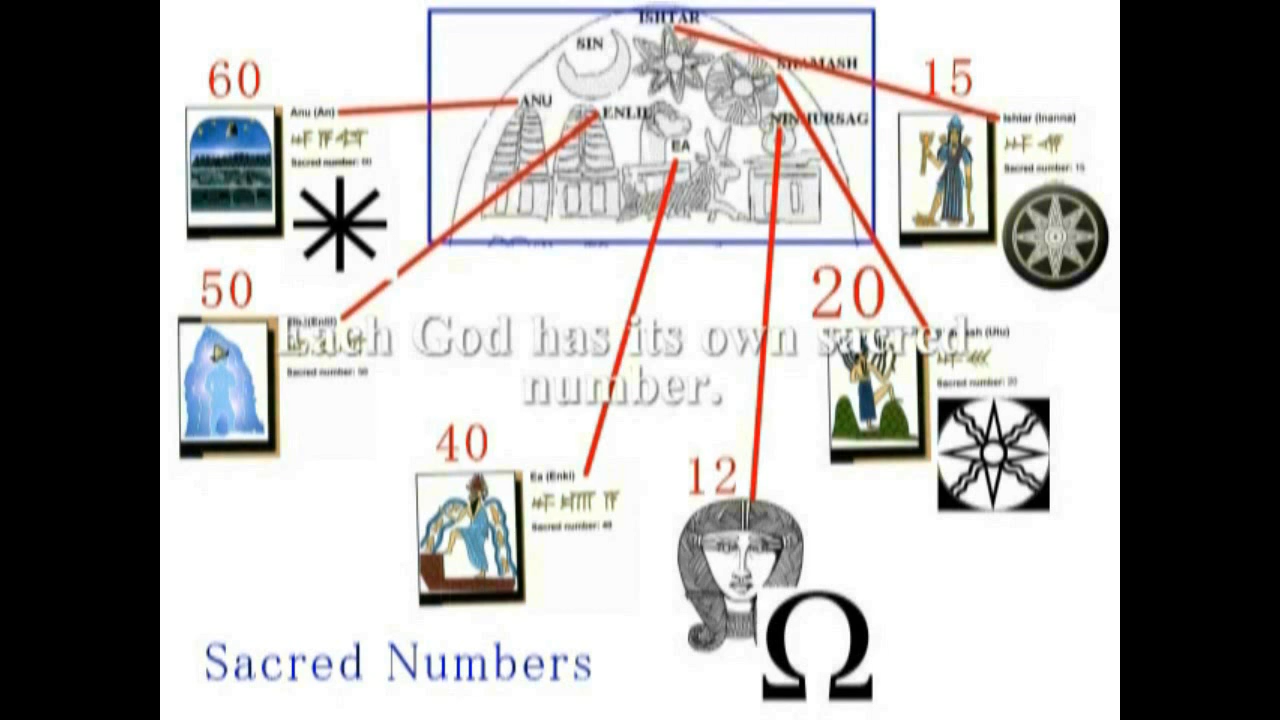 ISHTAR
SIN
SHAMASH
60
15
ANU
ENLIL
Anu (An)
Ishtar (Inanna)
NINHURSAG
EA
Sacred number: 60
Sacred number: 15
50
20
Each God has its own sacred
number.
Sacred number: 50
Sacred number: 20
40
12
Ea (Enki)
Sacred number: 40
Ω
Sacred Numbers